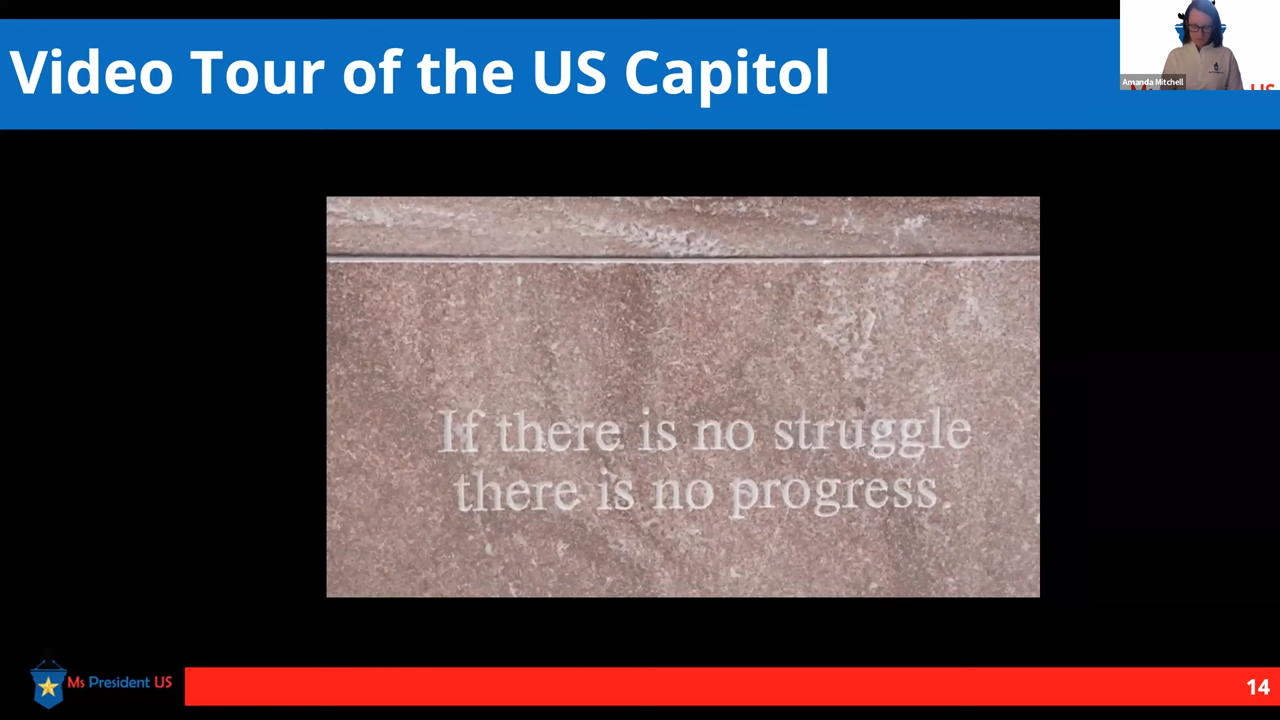 Video Tour of the US Capitol
Amanda Mitchell
US
If there is no struggle
there is no progress.
Ms President US
14